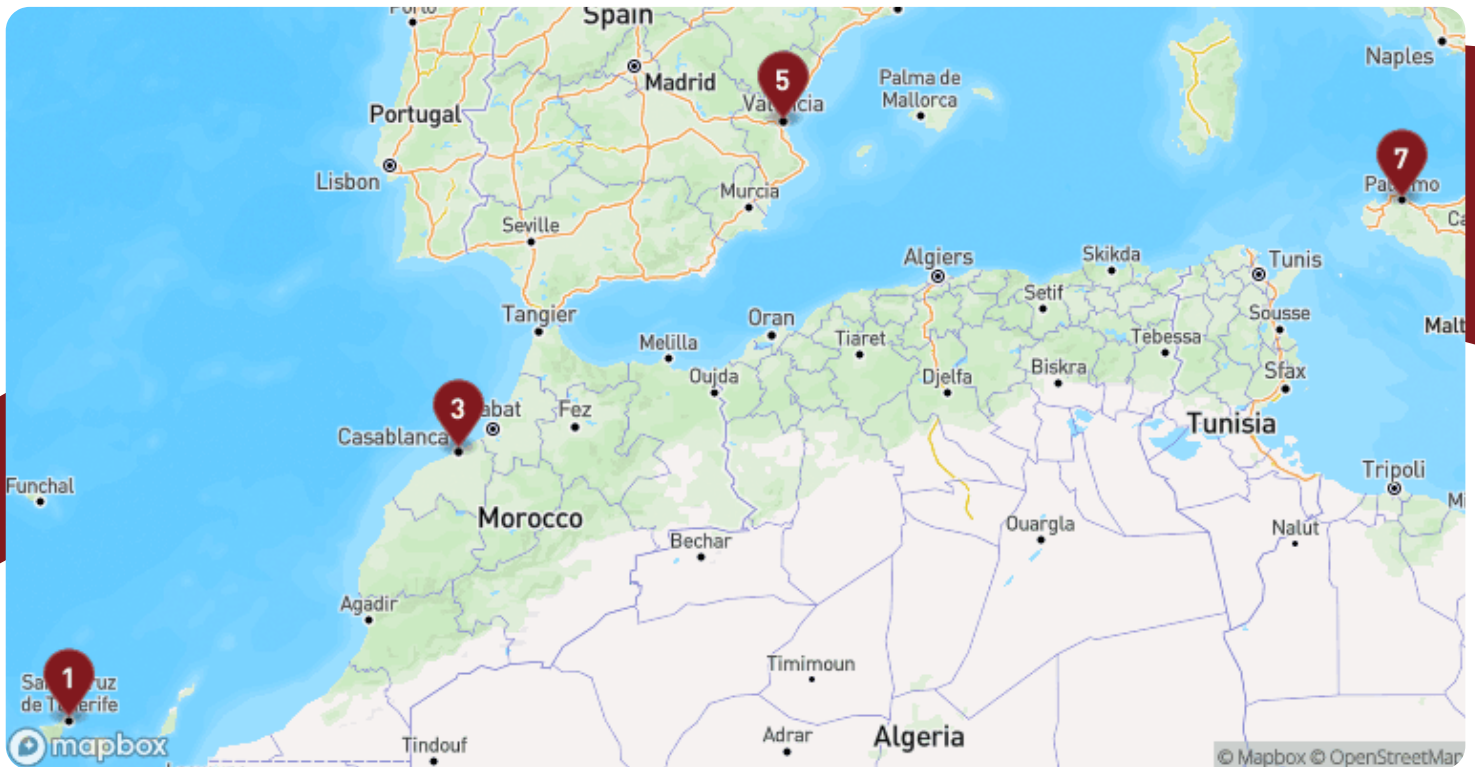 Porto
Spain
Naples
Madrid
5
Palma de
Mallorca
Portugal
Lisbon
7
Murcia
Seville
Algiers
Skikda
Tunis
Setif
Tangier
Oran
Sousse
Melilla
Tiaret
Tebessa
Oujda
Djelfa
Biskra
Sfax
3
Fez
Casablanca
Tunisia
Tripoli
Funchal
Morocco
Ouargla
Nalut
Bechar
Agadir
1
Timimoun
de Tenerife
mapbox
Tindouf
Adrar
Algeria
© Mapbox © OpenStreetMap